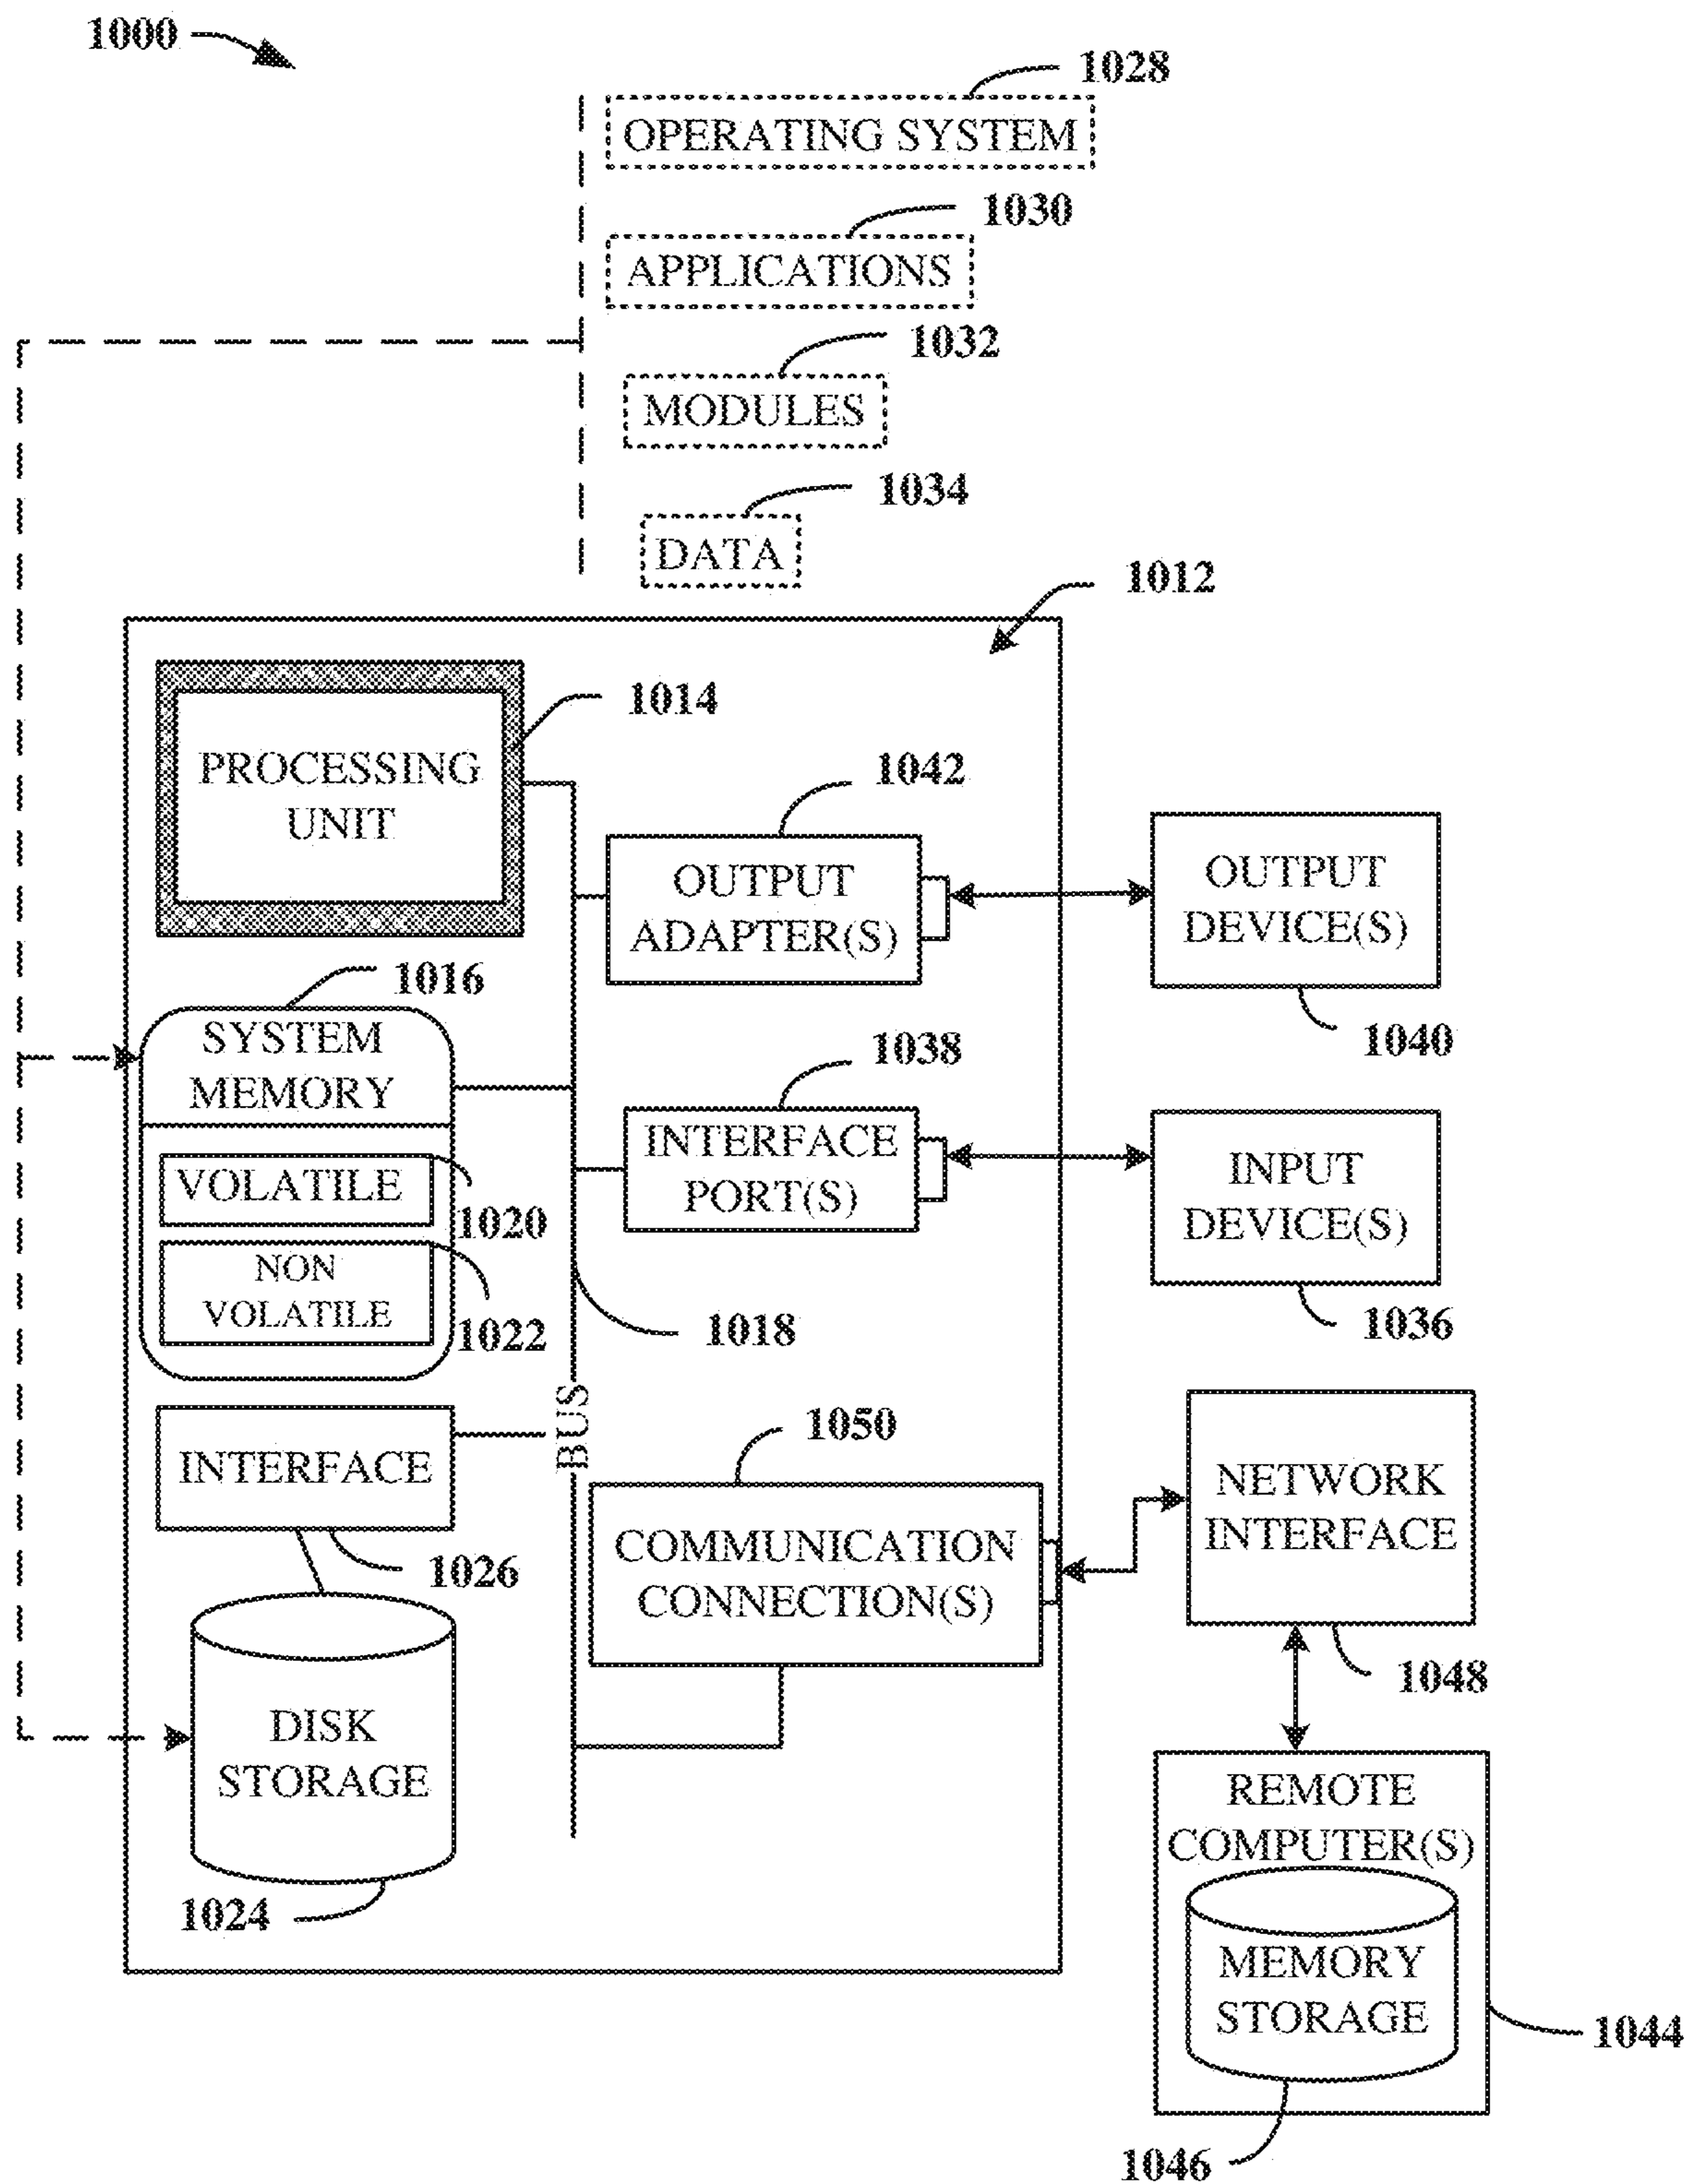 1000
1028
OPERATING SYSTEM
1030
APPLICATIONS
1032
MODULES
1034
DATA
1012
1014
PROCESSING
UNIT
1042
OUTPUT
ADAPTER(S)
OUTPUT
DEVICE(S)
1040
1016
SYSTEM
MEMORY
VOLATILE
1020
NON
VOLATILE
1022
1038
INTERFACE
PORT(S)
INPUT
DEVICE(S)
1036
1018
BUS
INTERFACE
1026
1050
COMMUNICATION
CONNECTION(S)
NETWORK
INTERFACE
1048
DISK
STORAGE
1024
REMOTE
COMPUTER(S)
MEMORY
STORAGE
1044
1046